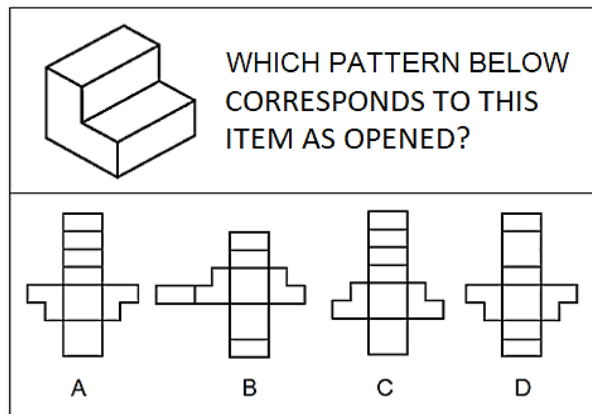 WHICH PATTERN BELOW
CORRESPONDS TO THIS
ITEM AS OPENED?
A
B
C
D